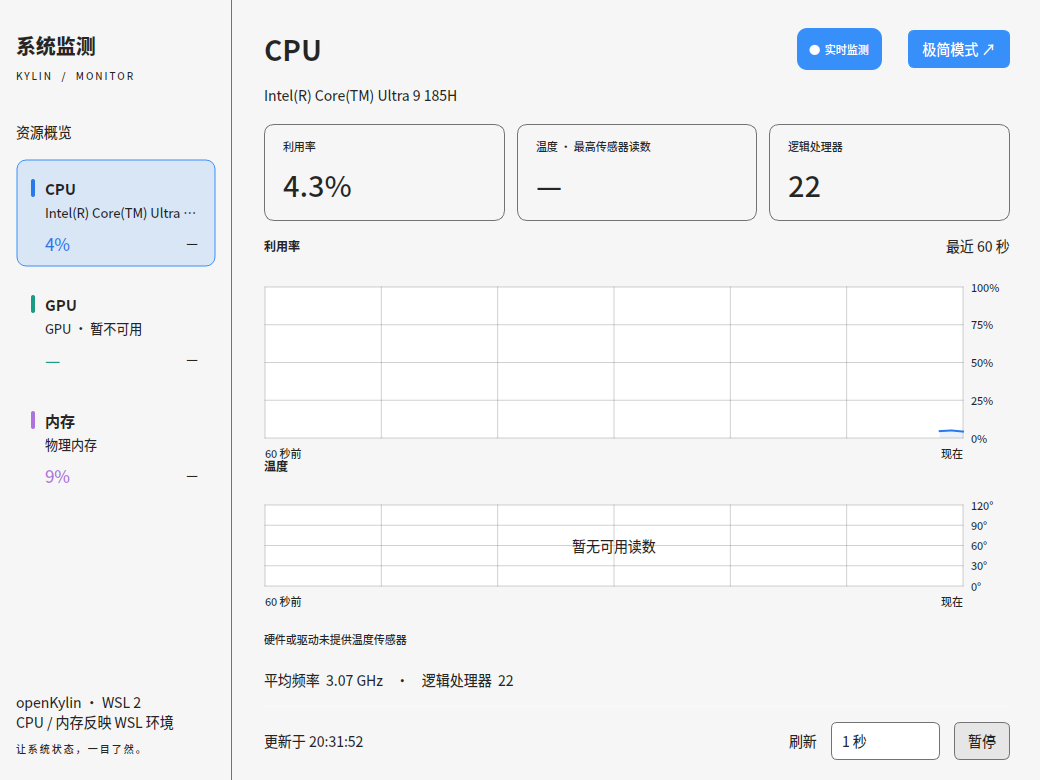 系统监测
KYLIN / MONITOR
资源概览
CPU
Intel(R) Core(TM) Ultra ···
4% —
GPU
GPU · 暂不可用
— —
内存
物理内存
9% —
openKylin · WSL 2
CPU / 内存反映 WSL 环境
让系统状态，一目了然。
CPU
● 实时监测
极简模式 ↗
Intel(R) Core(TM) Ultra 9 185H
利用率
4.3%
温度 · 最高传感器读数
—
逻辑处理器
22
利用率 最近 60 秒
100%
75%
50%
25%
0%
60 秒前 现在
温度
120°
90°
60°
30°
0°
暂无可用读数
60 秒前 现在
硬件或驱动未提供温度传感器
平均频率 3.07 GHz · 逻辑处理器 22
更新于 20:31:52 刷新 1 秒 暂停